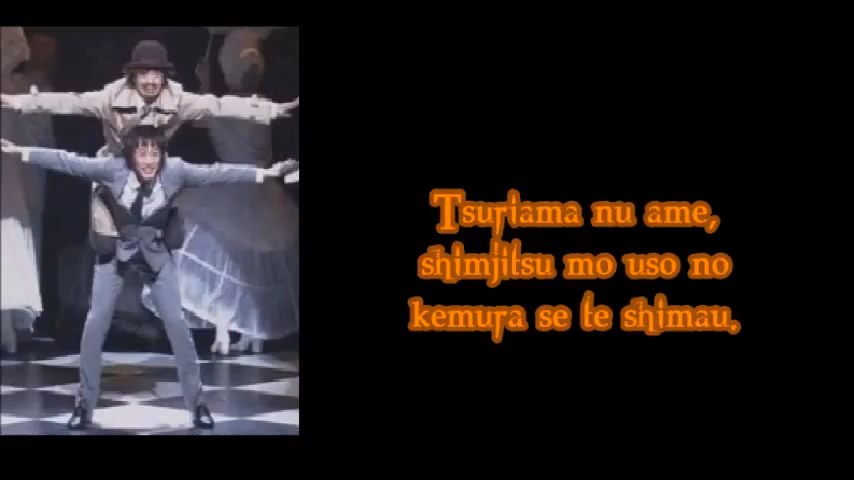 Tsuriama nu ame,
shimjitsu mo uso no
kemura se te shimau.